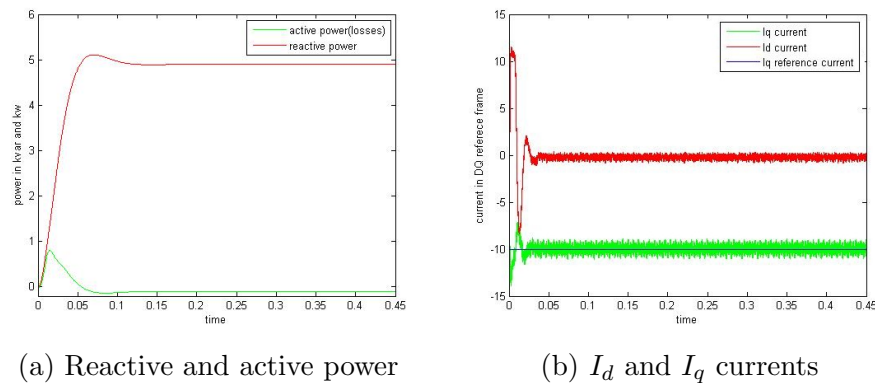 6
5
4
3
2
1
0
power in kvar and kw
0 0.05 0.1 0.15 0.2 0.25 0.3 0.35 0.4 0.45
time
active power(losses)
reactive power
(a) Reactive and active power
15
10
5
0
-5
-10
-15
current in DQ referece frame
0 0.05 0.1 0.15 0.2 0.25 0.3 0.35 0.4 0.45
time
Iq current
Id current
Iq reference current
(b) I_d and I_q currents